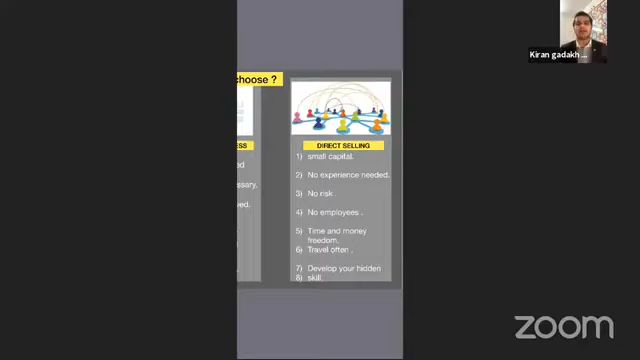 Kiran gadakh ...
choose ?
ESS
DIRECT SELLING
ed
1) small capital.
ssary.
2) No experience needed.
ved.
3) No risk .
4) No employees .
5) Time and money
freedom.
6) Travel often .
7) Develop your hidden
8) skill.
zoom